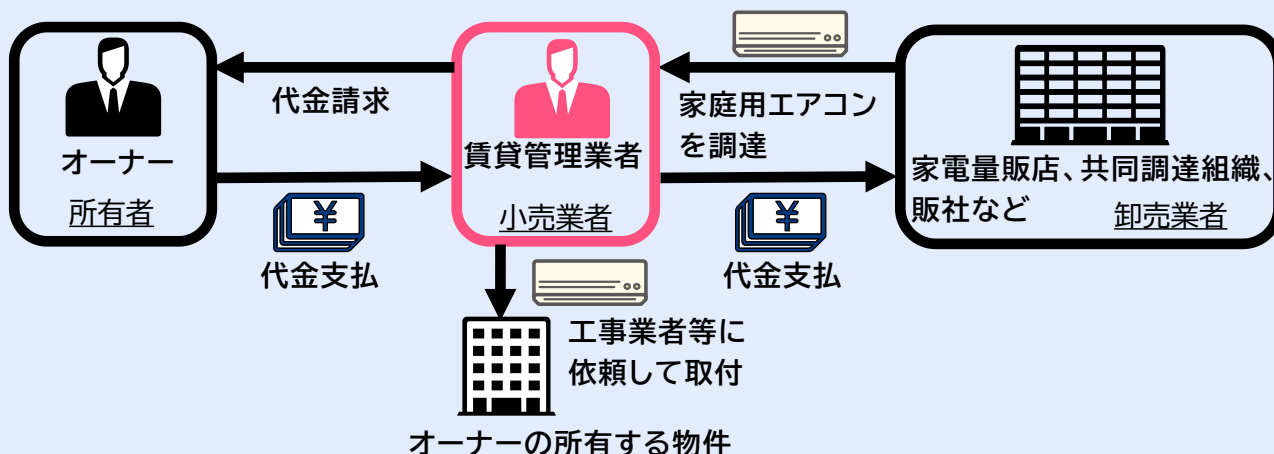 代金請求
家庭用エアコン
を調達
オーナー
所有者
賃貸管理業者
小売業者
家電量販店、共同調達組織、
販社など
卸売業者
¥
代金支払
¥
代金支払
工事業者等に
依頼して取付
オーナーの所有する物件